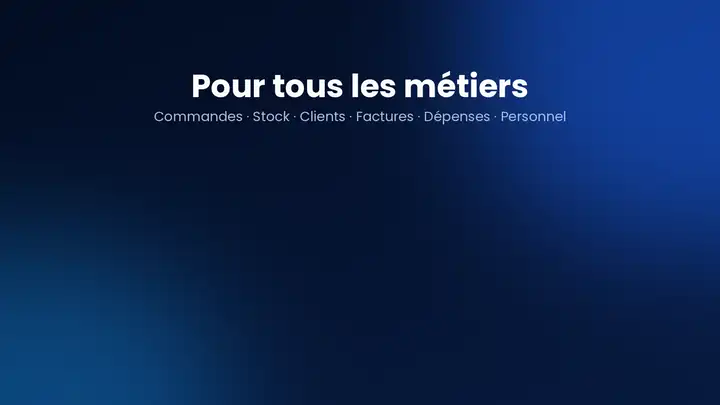 Pour tous les métiers
Commandes · Stock · Clients · Factures · Dépenses · Personnel